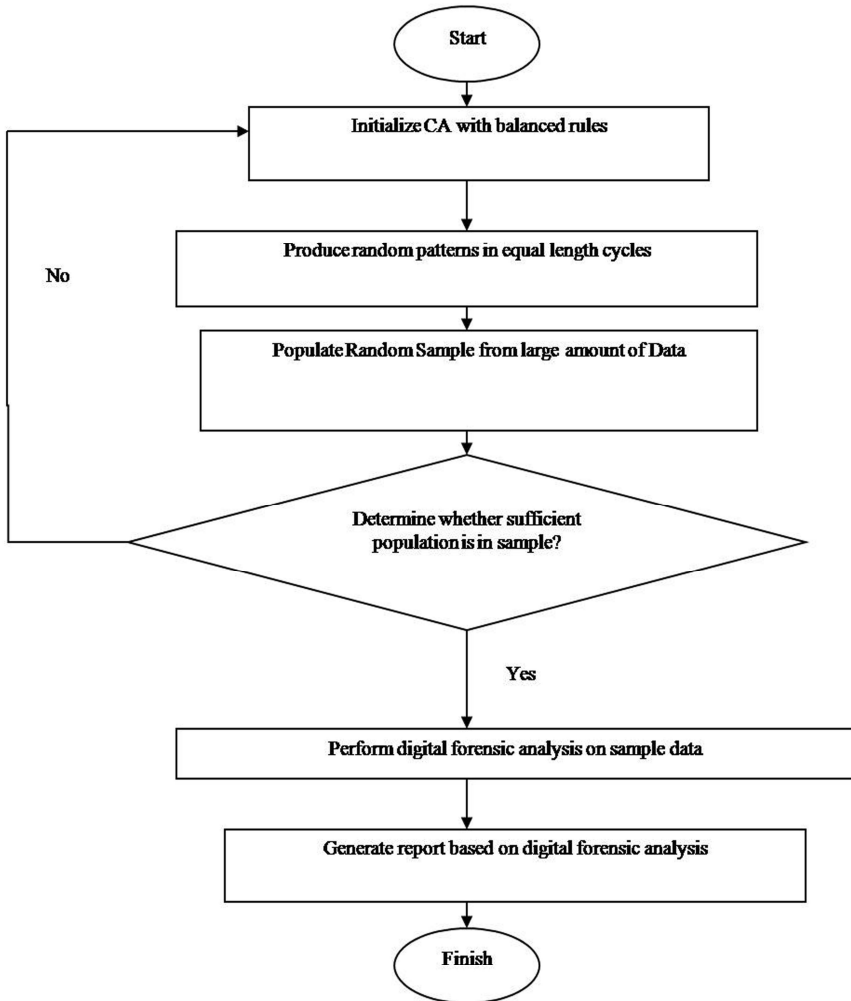 Start
Initialize CA with balanced rules
Produce random patterns in equal length cycles
No
Populate Random Sample from large amount of Data
Determine whether sufficient
population is in sample?
Yes
Perform digital forensic analysis on sample data
Generate report based on digital forensic analysis
Finish